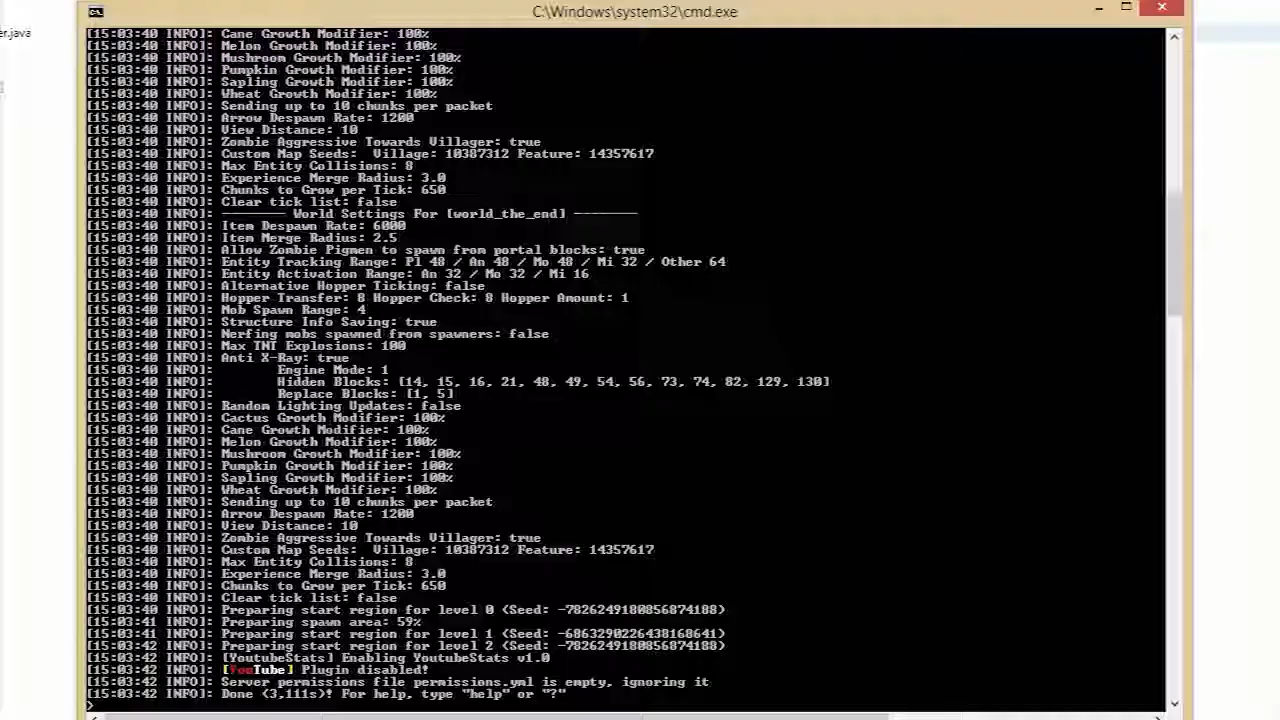 C:\Windows\system32\cmd.exe
er.java
[15:03:40 INFO]: Cane Growth Modifier: 100%
[15:03:40 INFO]: Melon Growth Modifier: 100%
[15:03:40 INFO]: Mushroom Growth Modifier: 100%
[15:03:40 INFO]: Pumpkin Growth Modifier: 100%
[15:03:40 INFO]: Sapling Growth Modifier: 100%
[15:03:40 INFO]: Wheat Growth Modifier: 100%
[15:03:40 INFO]: Sending up to 10 chunks per packet
[15:03:40 INFO]: Arrow Despawn Rate: 1200
[15:03:40 INFO]: View Distance: 10
[15:03:40 INFO]: Zombie Aggressive Towards Villager: true
[15:03:40 INFO]: Custom Map Seeds:  Village: 10387312 Feature: 14357617
[15:03:40 INFO]: Max Entity Collisions: 8
[15:03:40 INFO]: Experience Merge Radius: 3.0
[15:03:40 INFO]: Chunks to Grow per Tick: 650
[15:03:40 INFO]: Clear tick list: false
[15:03:40 INFO]: -------- World Settings For [world_the_end] --------
[15:03:40 INFO]: Item Despawn Rate: 6000
[15:03:40 INFO]: Item Merge Radius: 2.5
[15:03:40 INFO]: Allow Zombie Pigmen to spawn from portal blocks: true
[15:03:40 INFO]: Entity Tracking Range: Pl 48 / An 48 / Mo 48 / Mi 32 / Other 64
[15:03:40 INFO]: Entity Activation Range: An 32 / Mo 32 / Mi 16
[15:03:40 INFO]: Alternative Hopper Ticking: false
[15:03:40 INFO]: Hopper Transfer: 8 Hopper Check: 8 Hopper Amount: 1
[15:03:40 INFO]: Mob Spawn Range: 4
[15:03:40 INFO]: Structure Info Saving: true
[15:03:40 INFO]: Nerfing mobs spawned from spawners: false
[15:03:40 INFO]: Max TNT Explosions: 100
[15:03:40 INFO]: Anti X-Ray: true
[15:03:40 INFO]:        Engine Mode: 1
[15:03:40 INFO]:        Hidden Blocks: [14, 15, 16, 21, 48, 49, 54, 56, 73, 74, 82, 129, 130]
[15:03:40 INFO]:        Replace Blocks: [1, 5]
[15:03:40 INFO]: Random Lighting Updates: false
[15:03:40 INFO]: Cactus Growth Modifier: 100%
[15:03:40 INFO]: Cane Growth Modifier: 100%
[15:03:40 INFO]: Melon Growth Modifier: 100%
[15:03:40 INFO]: Mushroom Growth Modifier: 100%
[15:03:40 INFO]: Pumpkin Growth Modifier: 100%
[15:03:40 INFO]: Sapling Growth Modifier: 100%
[15:03:40 INFO]: Wheat Growth Modifier: 100%
[15:03:40 INFO]: Sending up to 10 chunks per packet
[15:03:40 INFO]: Arrow Despawn Rate: 1200
[15:03:40 INFO]: View Distance: 10
[15:03:40 INFO]: Zombie Aggressive Towards Villager: true
[15:03:40 INFO]: Custom Map Seeds:  Village: 10387312 Feature: 14357617
[15:03:40 INFO]: Max Entity Collisions: 8
[15:03:40 INFO]: Experience Merge Radius: 3.0
[15:03:40 INFO]: Chunks to Grow per Tick: 650
[15:03:40 INFO]: Clear tick list: false
[15:03:40 INFO]: Preparing start region for level 0 (Seed: -7826249180856874188)
[15:03:41 INFO]: Preparing spawn area: 59%
[15:03:41 INFO]: Preparing start region for level 1 (Seed: -6863290226438168641)
[15:03:42 INFO]: Preparing start region for level 2 (Seed: -7826249180856874188)
[15:03:42 INFO]: [YoutubeStats] Enabling YoutubeStats v1.0
[15:03:42 INFO]: [YouTube] Plugin disabled!
[15:03:42 INFO]: Server permissions file permissions.yml is empty, ignoring it
[15:03:42 INFO]: Done (3,111s)! For help, type "help" or "?"
>